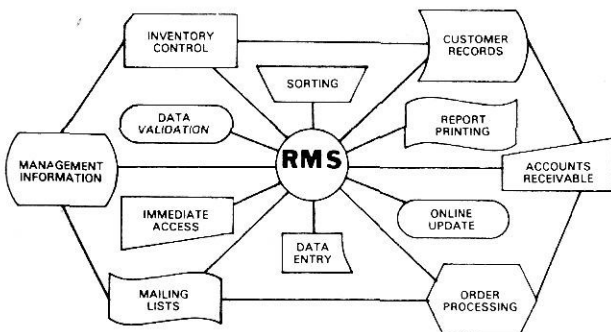 INVENTORY
CONTROL
CUSTOMER
RECORDS
SORTING
DATA
VALIDATION
REPORT
PRINTING
RMS
MANAGEMENT
INFORMATION
ACCOUNTS
RECEIVABLE
IMMEDIATE
ACCESS
ONLINE
UPDATE
DATA
ENTRY
MAILING
LISTS
ORDER
PROCESSING